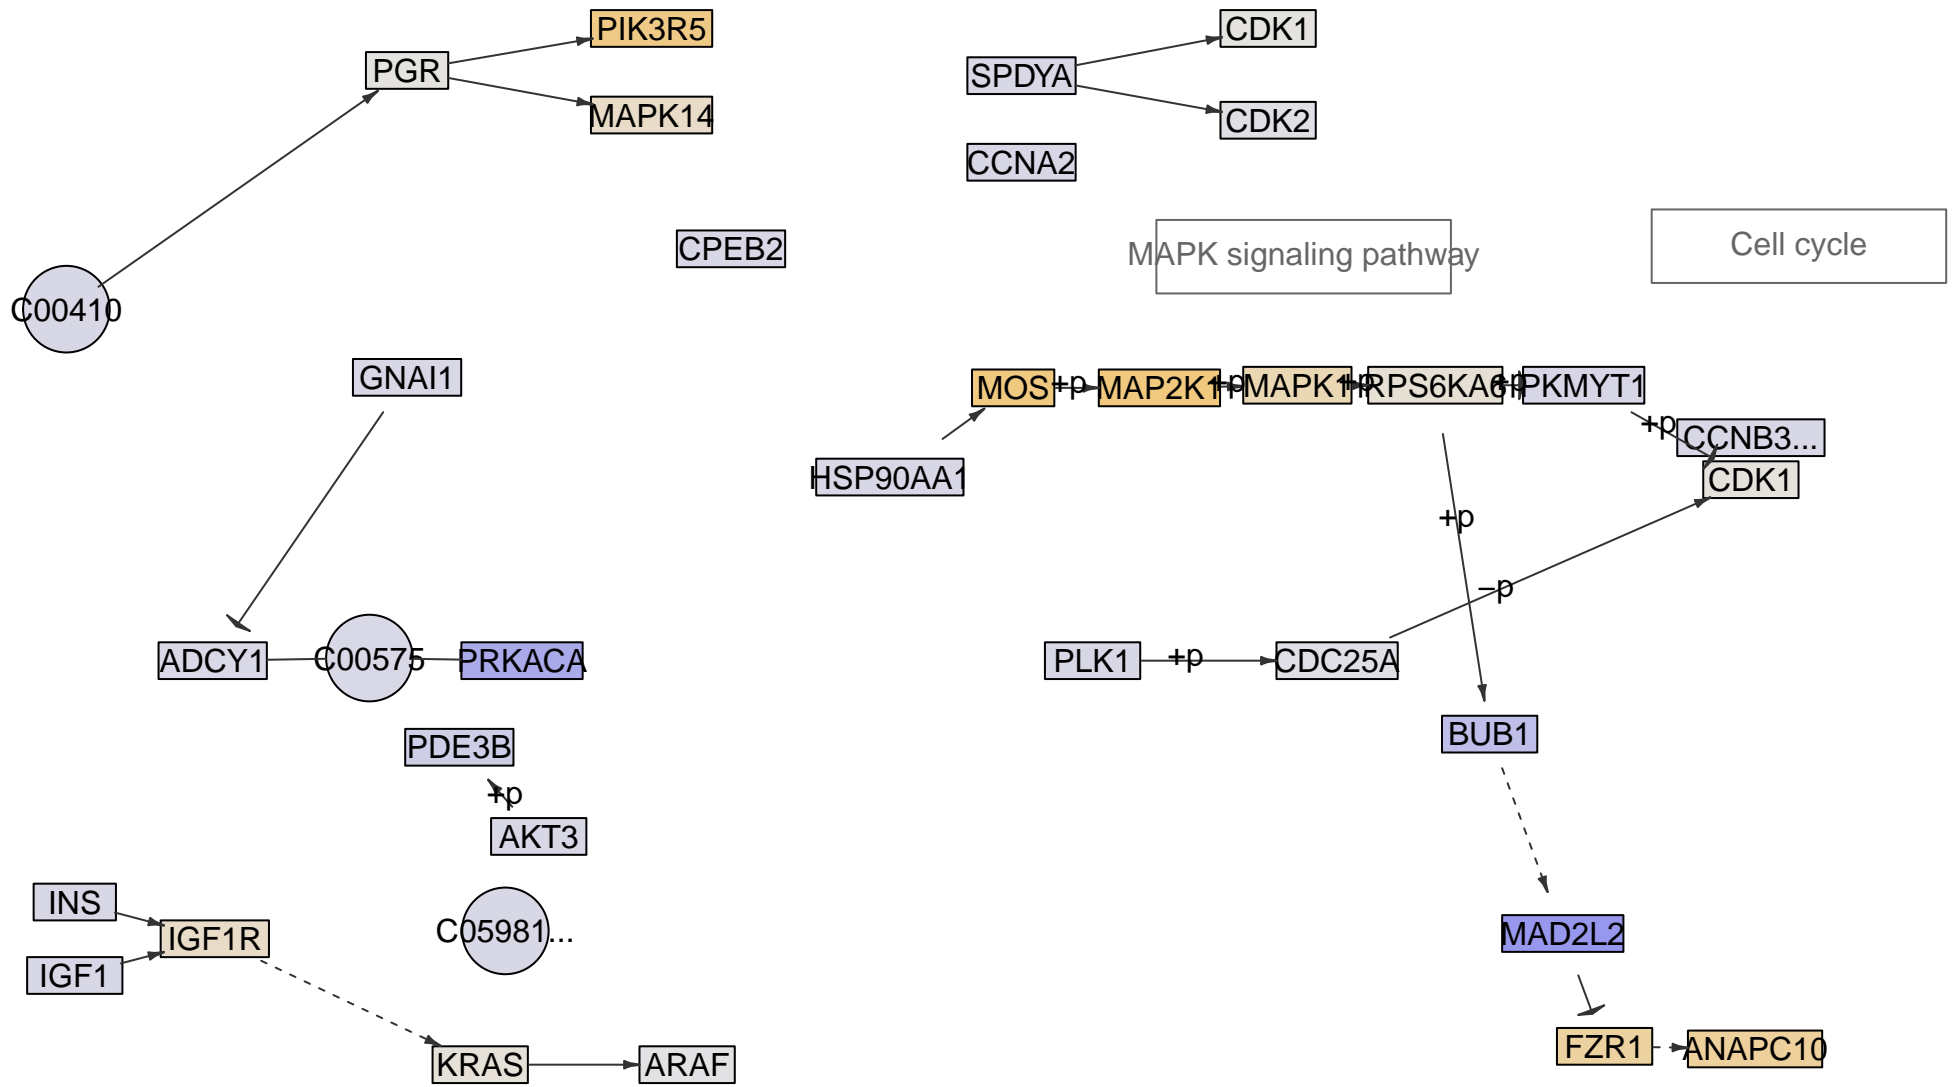 PIK3R5
CDK1
PGR
SPDYA
MAPK14
CDK2
CCNA2
CPEB2
MAPK signaling pathway
Cell cycle
C00410
GNAI1
MOS
+p
MAP2K1
+p
MAPK1
+p
RPS6KA6
+p
PKMYT1
+p
CCNB3...
HSP90AA1
CDK1
+p
−p
ADCY1
C00575
PRKACA
PLK1
+p
CDC25A
BUB1
PDE3B
+p
AKT3
INS
IGF1R
C05981...
MAD2L2
IGF1
KRAS
ARAF
FZR1
ANAPC10